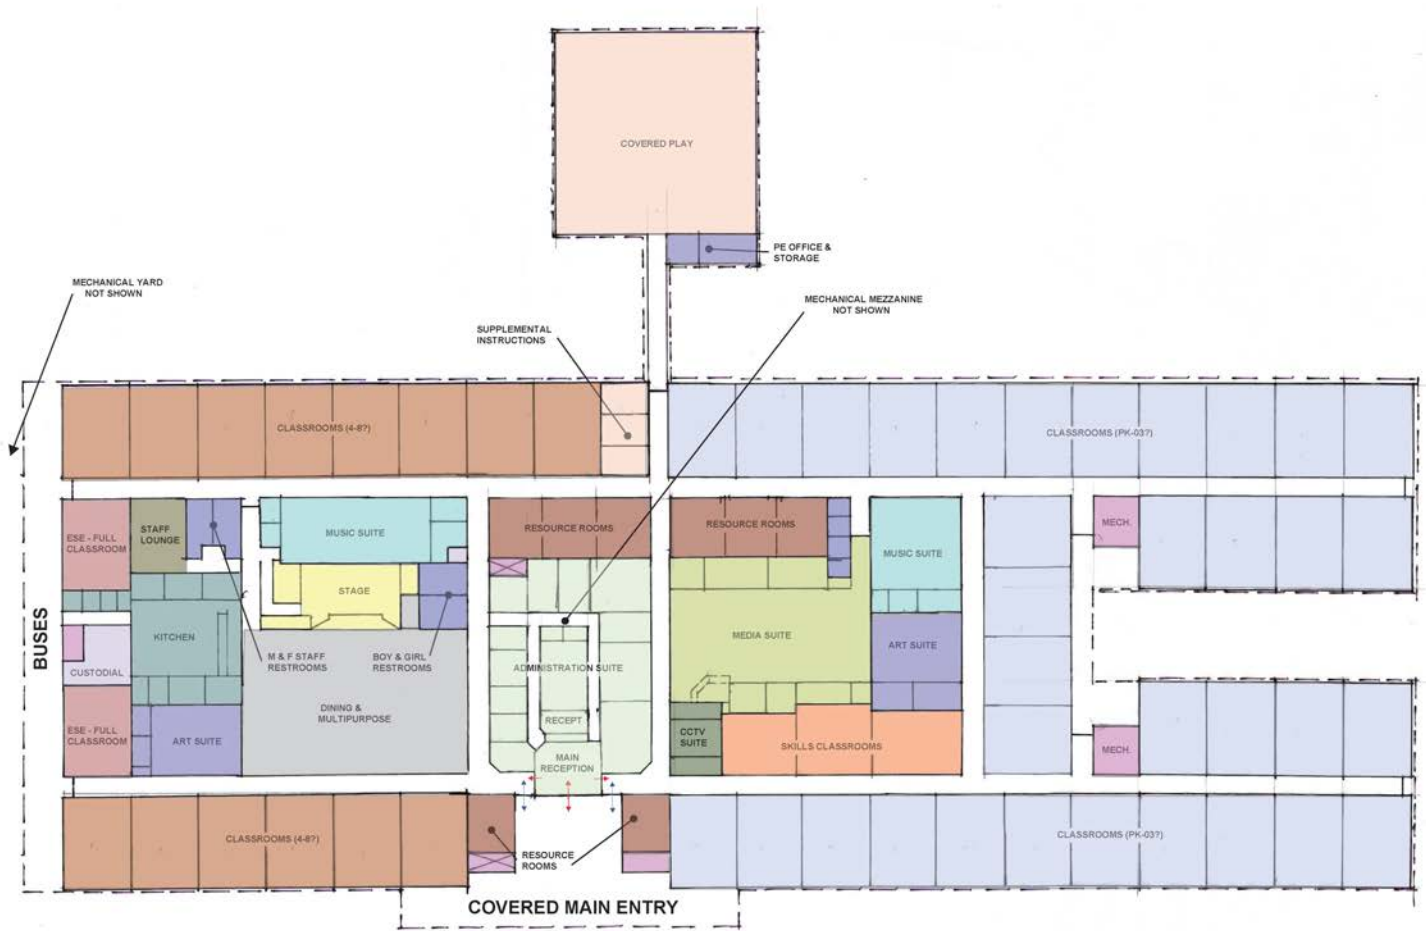 COVERED PLAY
PE OFFICE &
STORAGE
MECHANICAL YARD
NOT SHOWN
MECHANICAL MEZZANINE
NOT SHOWN
SUPPLEMENTAL
INSTRUCTIONS
CLASSROOMS (4-8?)
CLASSROOMS (PK-03?)
ESE - FULL
CLASSROOM
STAFF
LOUNGE
MUSIC SUITE
RESOURCE ROOMS
RESOURCE ROOMS
MUSIC SUITE
MECH.
STAGE
BUSES
KITCHEN
MEDIA SUITE
ART SUITE
CUSTODIAL
M & F STAFF
RESTROOMS
BOY & GIRL
RESTROOMS
ADMINISTRATION SUITE
DINING &
MULTIPURPOSE
RECEPT
ESE - FULL
CLASSROOM
ART SUITE
CCTV
SUITE
SKILLS CLASSROOMS
MECH.
MAIN
RECEPTION
CLASSROOMS (4-8?)
CLASSROOMS (PK-03?)
RESOURCE
ROOMS
COVERED MAIN ENTRY